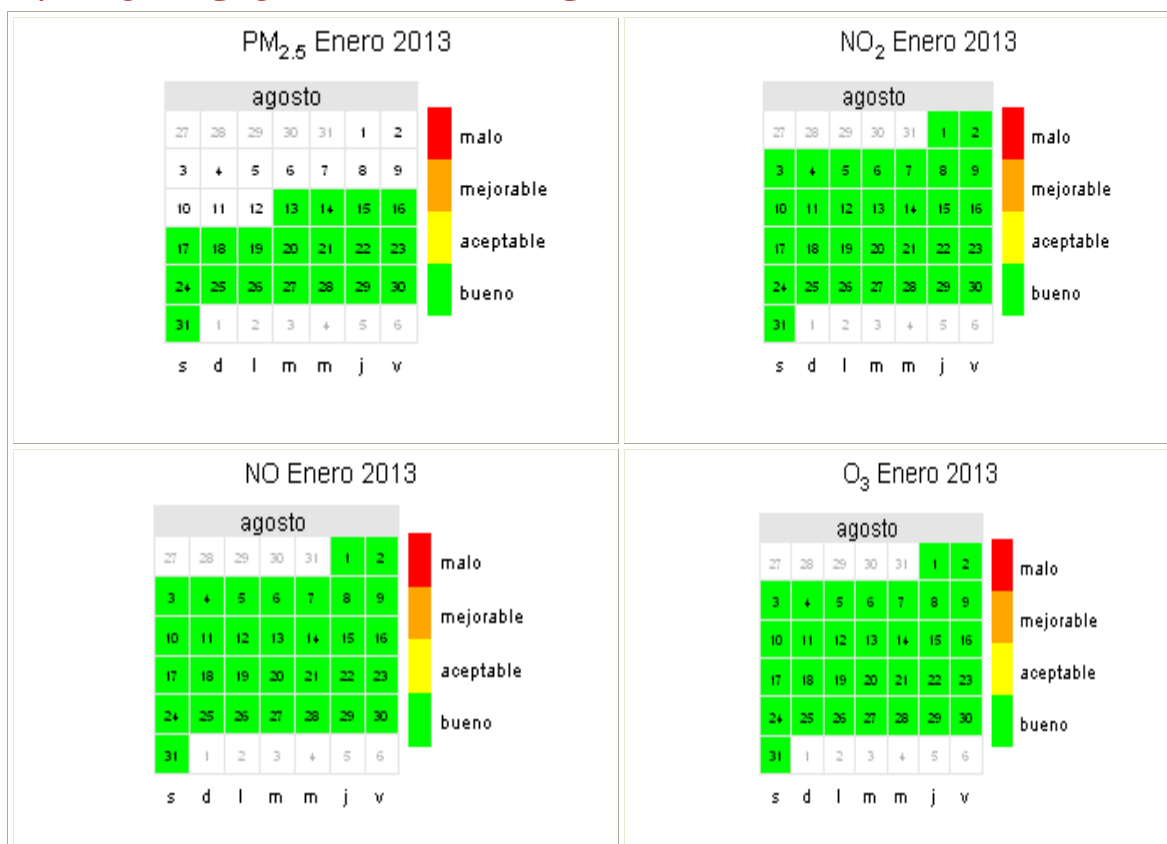 PM2.5 Enero 2013
agosto
27 28 29 30 31 1 2
3 4 5 6 7 8 9
10 11 12 13 14 15 16
17 18 19 20 21 22 23
24 25 26 27 28 29 30
31 1 2 3 4 5 6
s d l m m j v
malo
mejorable
aceptable
bueno
NO2 Enero 2013
agosto
27 28 29 30 31 1 2
3 4 5 6 7 8 9
10 11 12 13 14 15 16
17 18 19 20 21 22 23
24 25 26 27 28 29 30
31 1 2 3 4 5 6
s d l m m j v
malo
mejorable
aceptable
bueno
NO Enero 2013
agosto
27 28 29 30 31 1 2
3 4 5 6 7 8 9
10 11 12 13 14 15 16
17 18 19 20 21 22 23
24 25 26 27 28 29 30
31 1 2 3 4 5 6
s d l m m j v
malo
mejorable
aceptable
bueno
O3 Enero 2013
agosto
27 28 29 30 31 1 2
3 4 5 6 7 8 9
10 11 12 13 14 15 16
17 18 19 20 21 22 23
24 25 26 27 28 29 30
31 1 2 3 4 5 6
s d l m m j v
malo
mejorable
aceptable
bueno